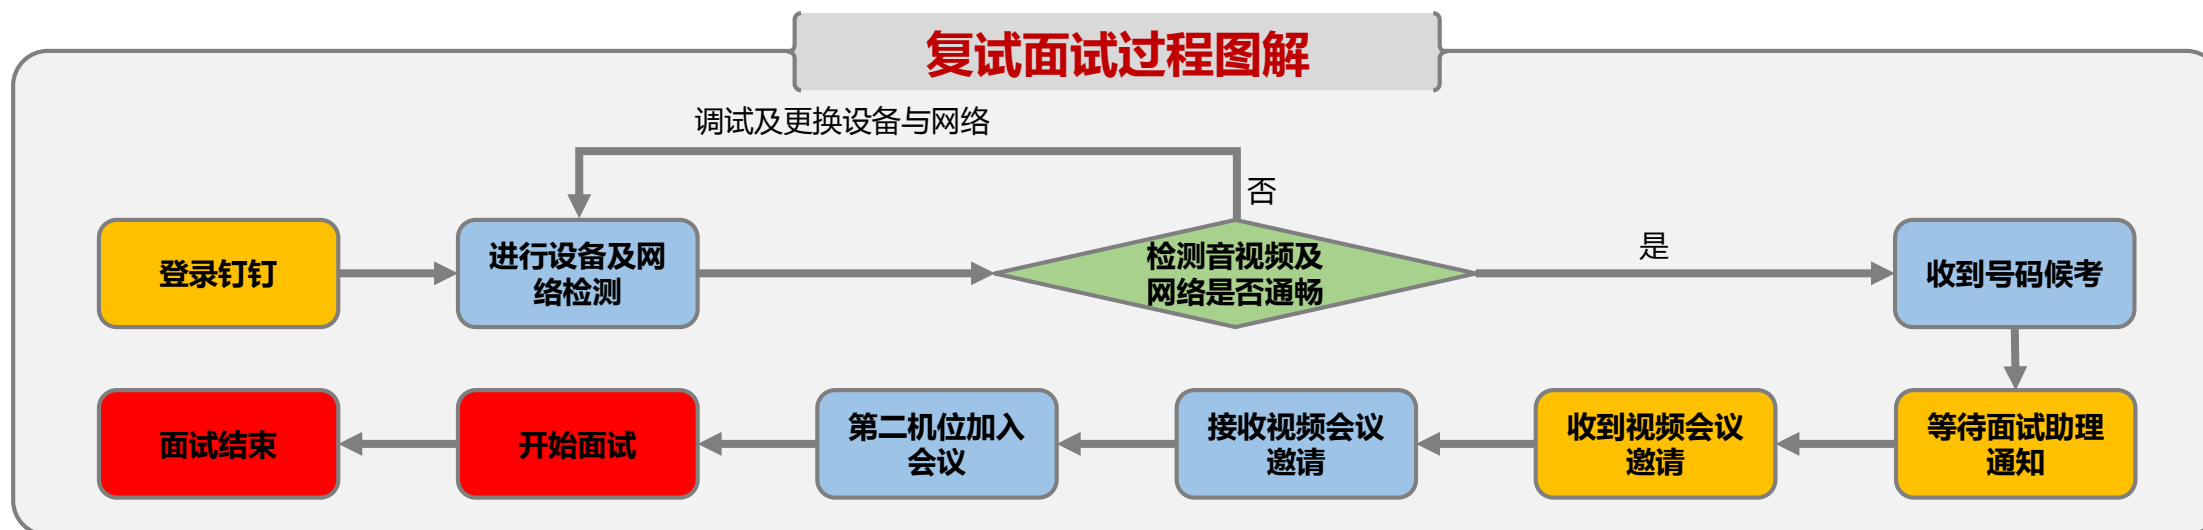 复试面试过程图解
调试及更换设备与网络
否
登录钉钉
进行设备及网
络检测
检测音视频及
网络是否通畅
是
收到号码候考
面试结束
开始面试
第二机位加入
会议
接收视频会议
邀请
收到视频会议
邀请
等待面试助理
通知